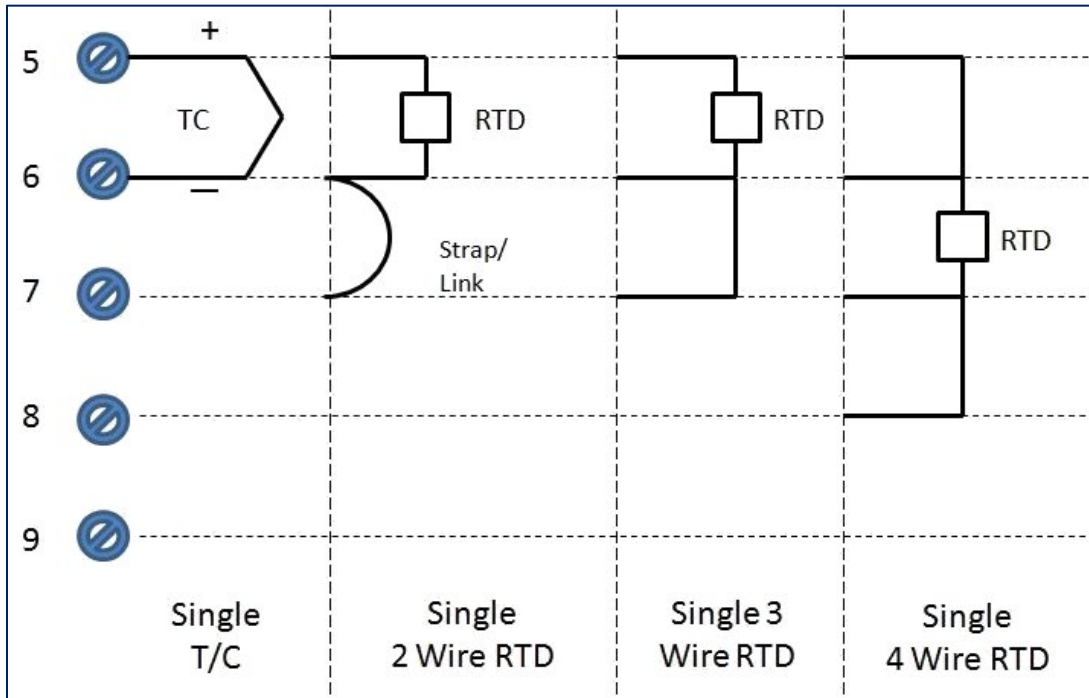 5
+
TC
6
—
7
8
9
RTD
Strap/
Link
RTD
RTD
Single
T/C
Single
2 Wire RTD
Single 3
Wire RTD
Single
4 Wire RTD